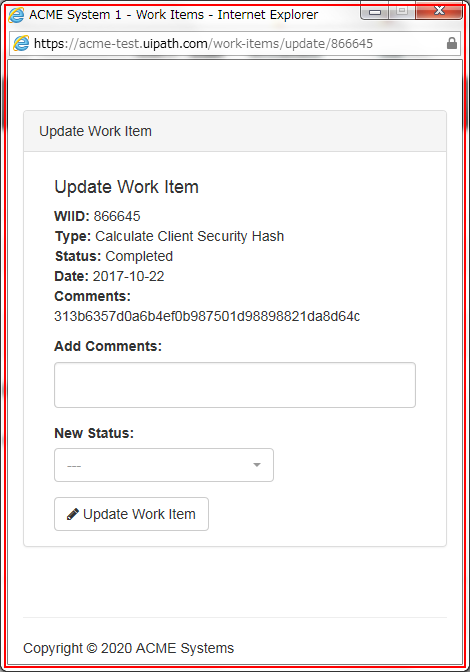 ACME System 1 - Work Items - Internet Explorer
https://acme-test.uipath.com/work-items/update/866645
Update Work Item
Update Work Item
WIID: 866645
Type: Calculate Client Security Hash
Status: Completed
Date: 2017-10-22
Comments:
313b6357d0a6b4ef0b987501d98898821da8d64c
Add Comments:
New Status:
---
Update Work Item
Copyright © 2020 ACME Systems